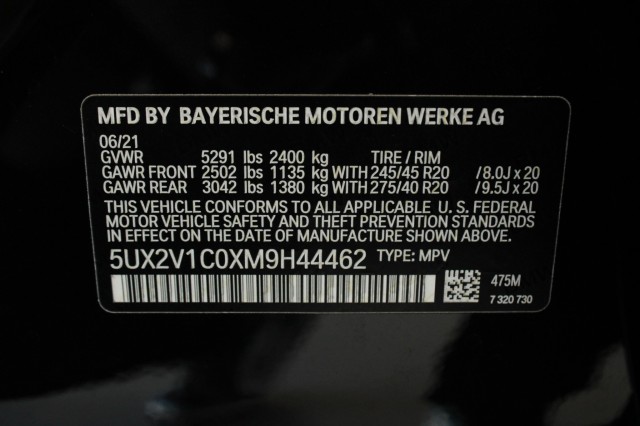 MFD BY BAYERISCHE MOTOREN WERKE AG
06/21
GVWR 5291 lbs 2400 kg TIRE / RIM
GAWR FRONT 2502 lbs 1135 kg WITH 245/45 R20 /8.0J x 20
GAWR REAR 3042 lbs 1380 kg WITH 275/40 R20 /9.5J x 20
THIS VEHICLE CONFORMS TO ALL APPLICABLE U. S. FEDERAL
MOTOR VEHICLE SAFETY AND THEFT PREVENTION STANDARDS
IN EFFECT ON THE DATE OF MANUFACTURE SHOWN ABOVE.
5UX2V1C0XM9H44462 TYPE: MPV
475M
7 320 730